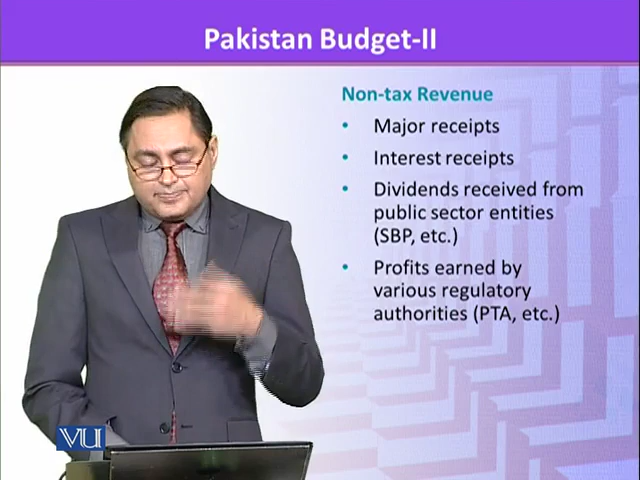 Pakistan Budget-II
Non-tax Revenue
• Major receipts
• Interest receipts
• Dividends received from
public sector entities
(SBP, etc.)
• Profits earned by
various regulatory
authorities (PTA, etc.)
VU